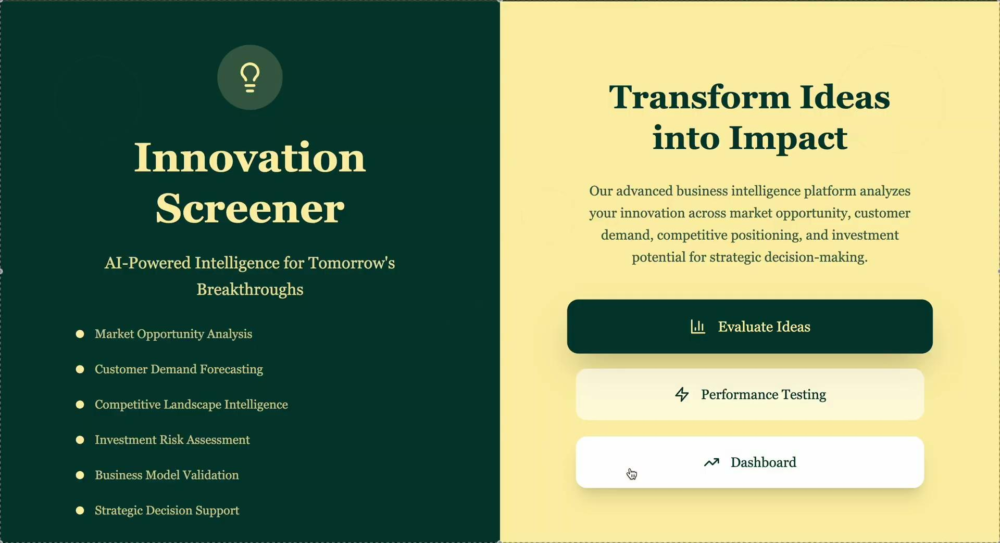 Innovation
Screener
AI-Powered Intelligence for Tomorrow's
Breakthroughs
Market Opportunity Analysis
Customer Demand Forecasting
Competitive Landscape Intelligence
Investment Risk Assessment
Business Model Validation
Strategic Decision Support
Transform Ideas
into Impact
Our advanced business intelligence platform analyzes
your innovation across market opportunity, customer
demand, competitive positioning, and investment
potential for strategic decision-making.
Evaluate Ideas
Performance Testing
Dashboard